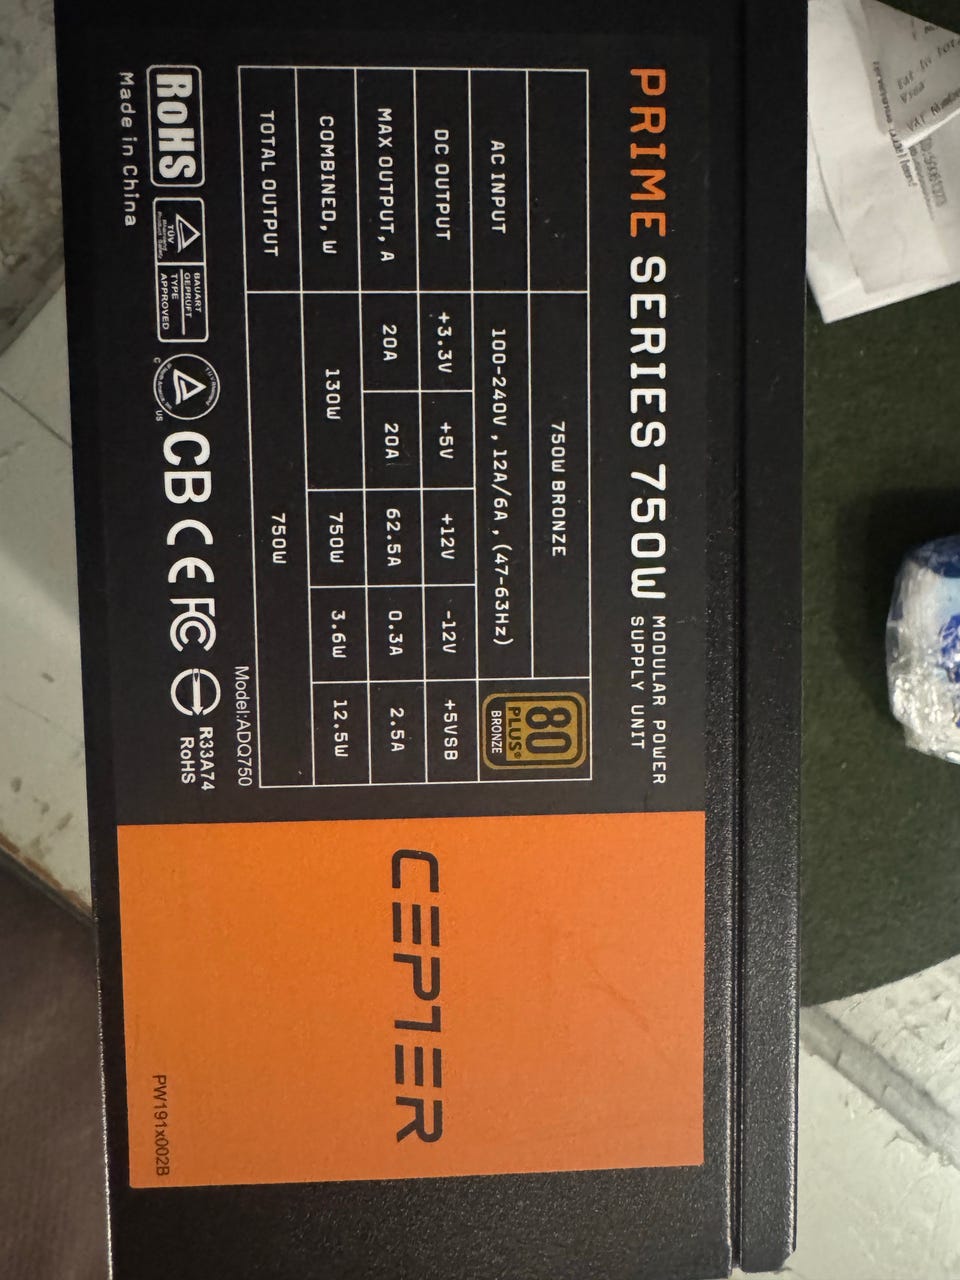 PRIME SERIES 750W MODULAR POWER
SUPPLY UNIT
750W BRONZE
80
PLUS®
BRONZE
AC INPUT 100-240V, 12A/6A, (47-63Hz)
DC OUTPUT +3.3V +5V +12V -12V +5VSB
MAX OUTPUT, A 20A 20A 62.5A 0.3A 2.5A
COMBINED, W 130W 750W 3.6W 12.5W
TOTAL OUTPUT 750W
Model:ADQ750
RoHS
TÜV
BAUART
GEPRÜFT
TYPE
APPROVED
C US
CB CE FC
R33A74
RoHS
Made in China
CEPTER
PW191x002B